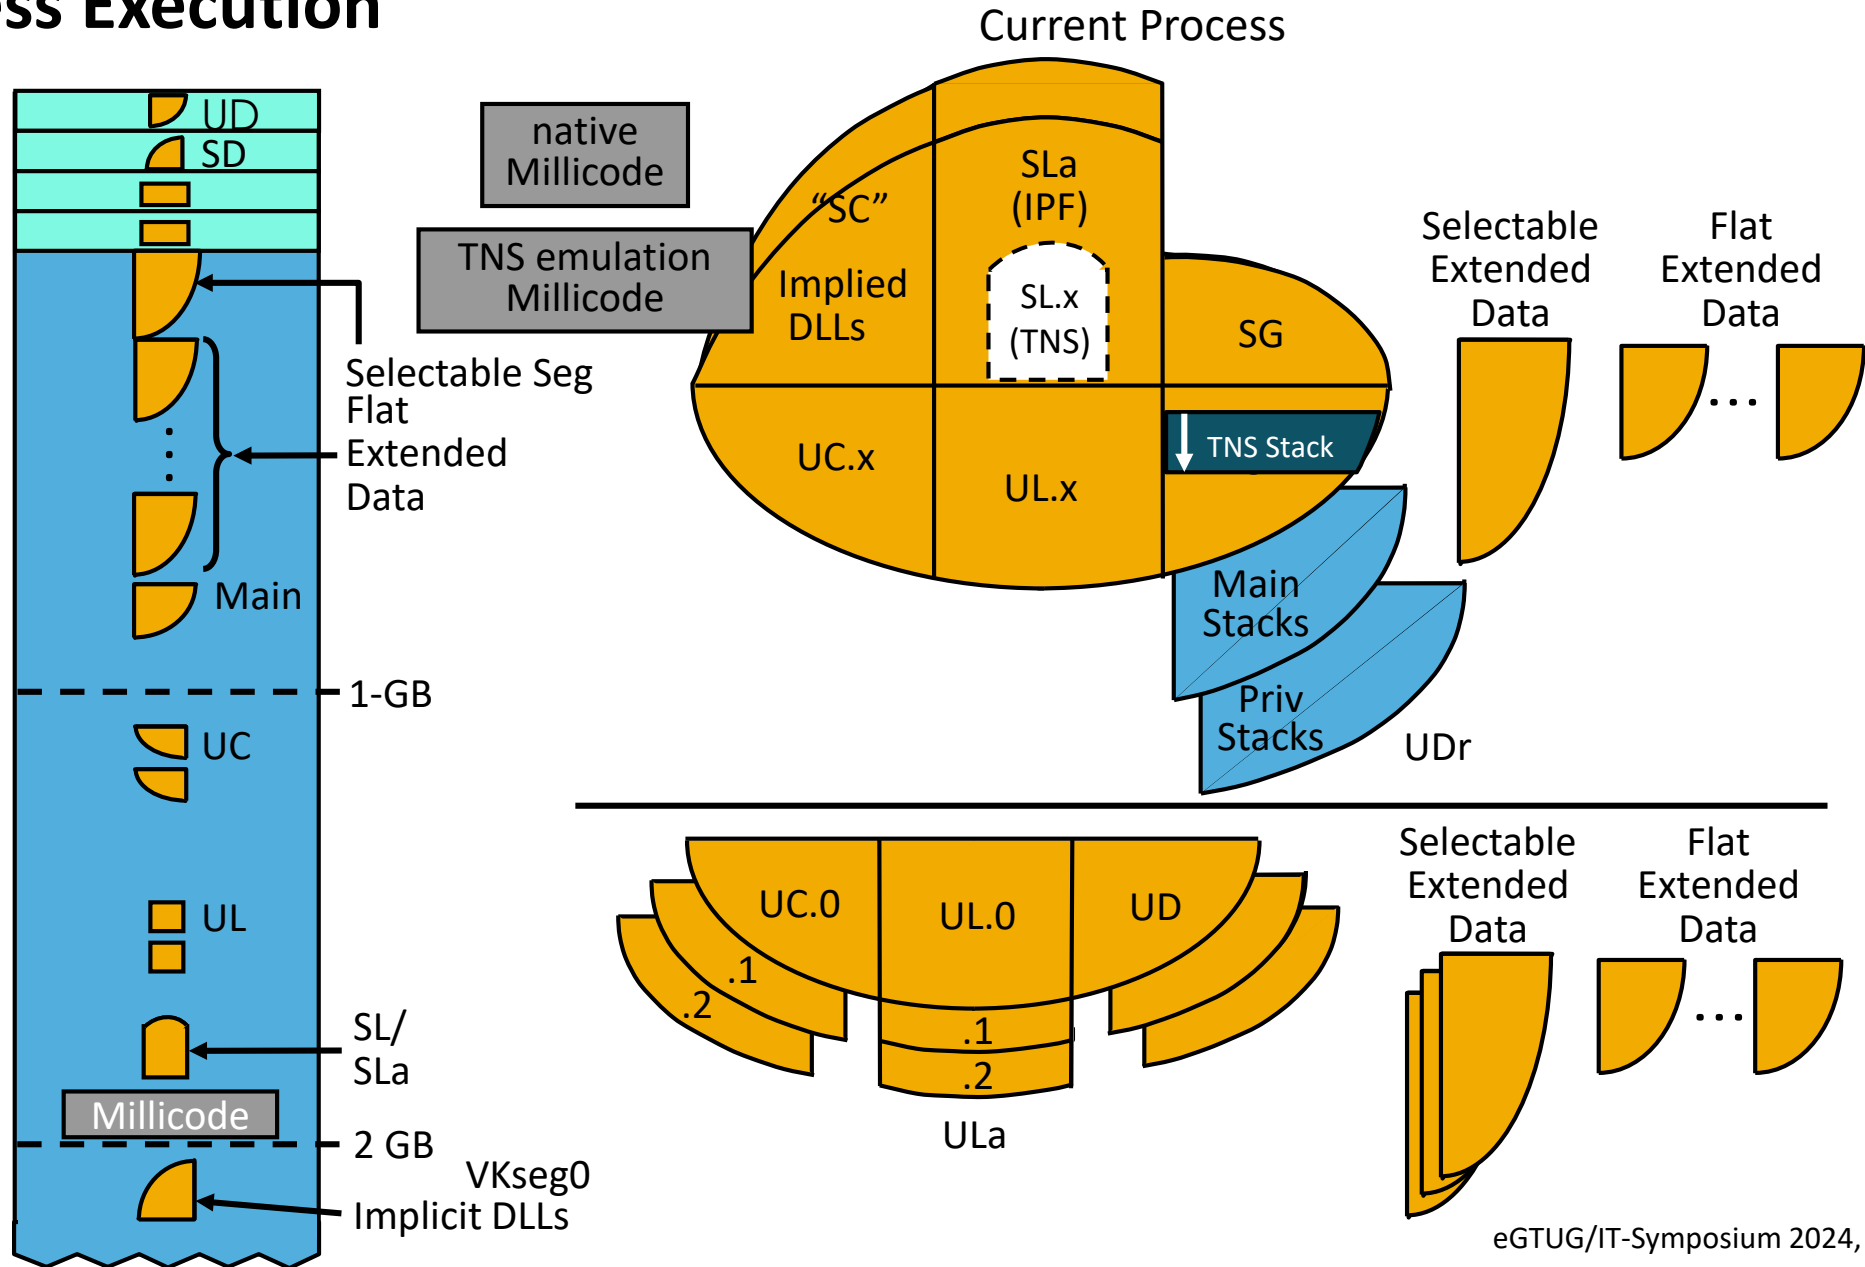 ess Execution
Current Process
UD
SD
Selectable Seg
Flat
Extended
Data
Main
1-GB
UC
UL
SL/
SLa
Millicode
2 GB
VKseg0
Implicit DLLs
native
Millicode
TNS emulation
Millicode
“SC”
Implied
DLLs
SLa
(IPF)
SL.x
(TNS)
SG
UC.x
UL.x
TNS Stack
Main
Stacks
Priv
Stacks
UDr
Selectable
Extended
Data
Flat
Extended
Data
...
UC.0
UL.0
UD
.1
.2
.1
.2
ULa
Selectable
Extended
Data
Flat
Extended
Data
...
eGTUG/IT-Symposium 2024,